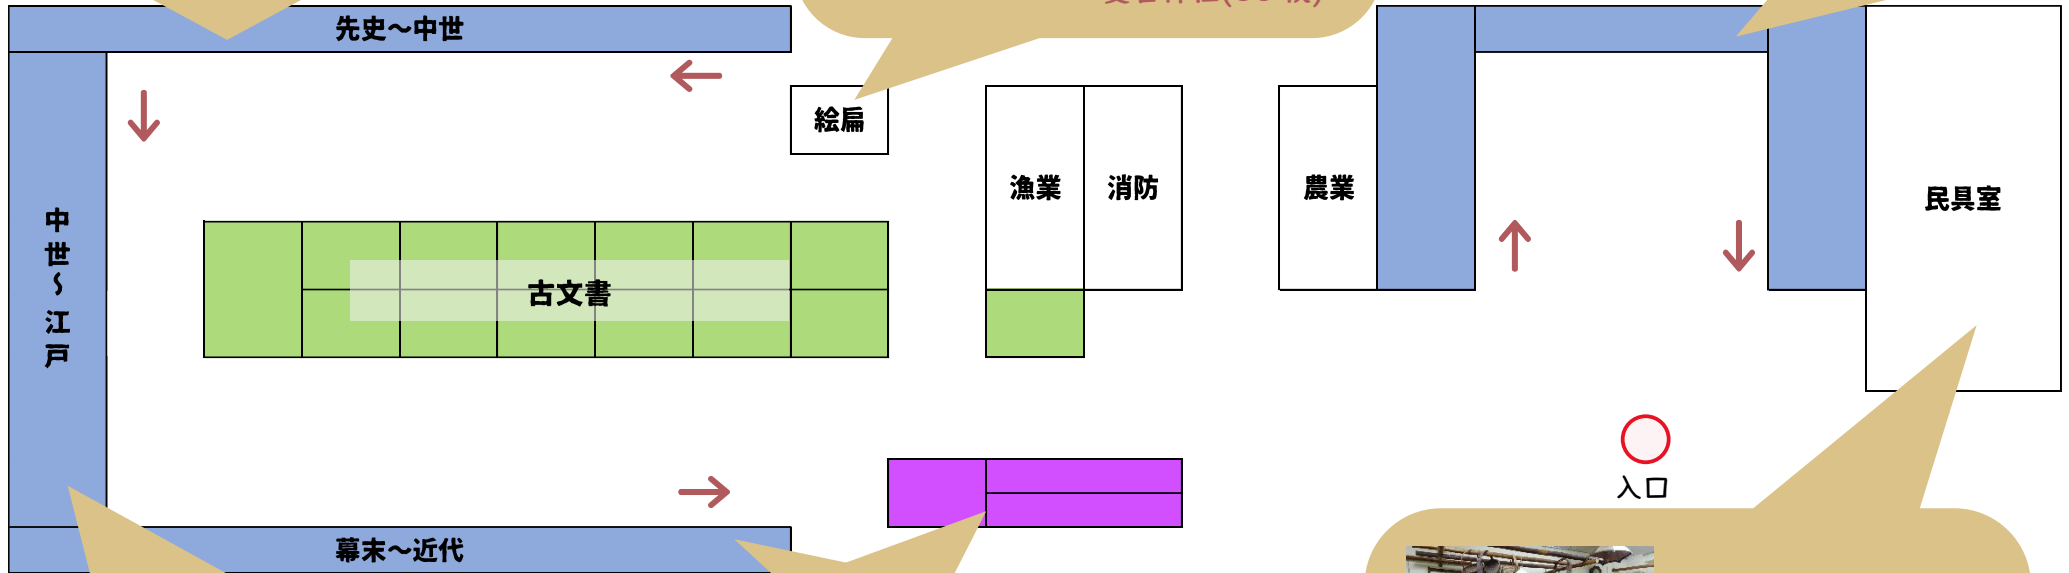 先史～中世
絵扁
漁業
消防
農業
民具室
中世～江戸
古文書
入口
幕末～近代